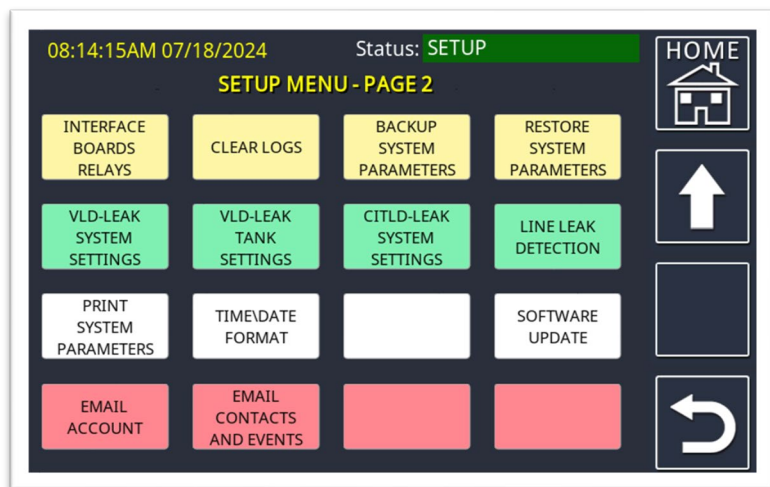 08:14:15AM 07/18/2024 Status: SETUP HOME
SETUP MENU - PAGE 2
INTERFACE
BOARDS
RELAYS
CLEAR LOGS
BACKUP
SYSTEM
PARAMETERS
RESTORE
SYSTEM
PARAMETERS
VLD-LEAK
SYSTEM
SETTINGS
VLD-LEAK
TANK
SETTINGS
CITLD-LEAK
SYSTEM
SETTINGS
LINE LEAK
DETECTION
PRINT
SYSTEM
PARAMETERS
TIME\DATE
FORMAT
SOFTWARE
UPDATE
EMAIL
ACCOUNT
EMAIL
CONTACTS
AND EVENTS